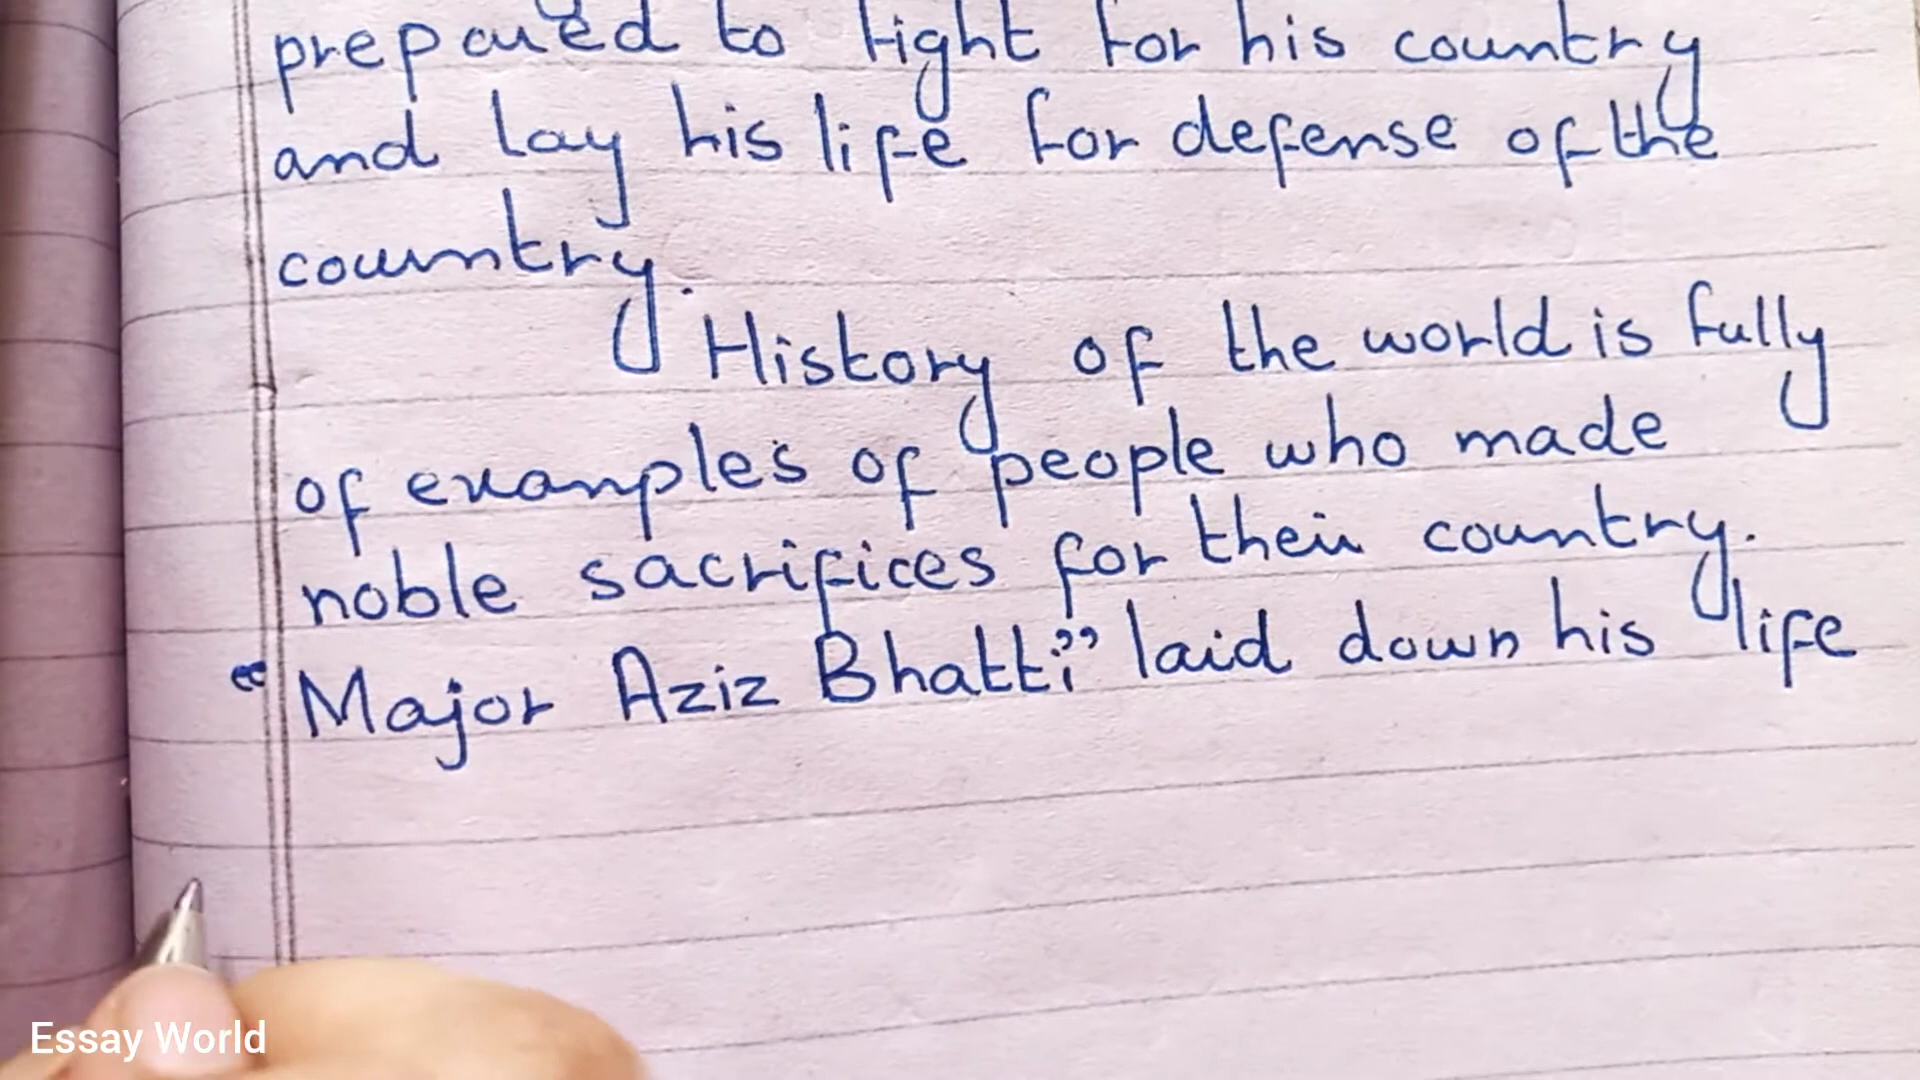 prepared to fight for his country
and lay his life for defense of the
country.
History of the world is fully
of examples of people who made
noble sacrifices for their country.
"Major Aziz Bhatti" laid down his life
Essay World